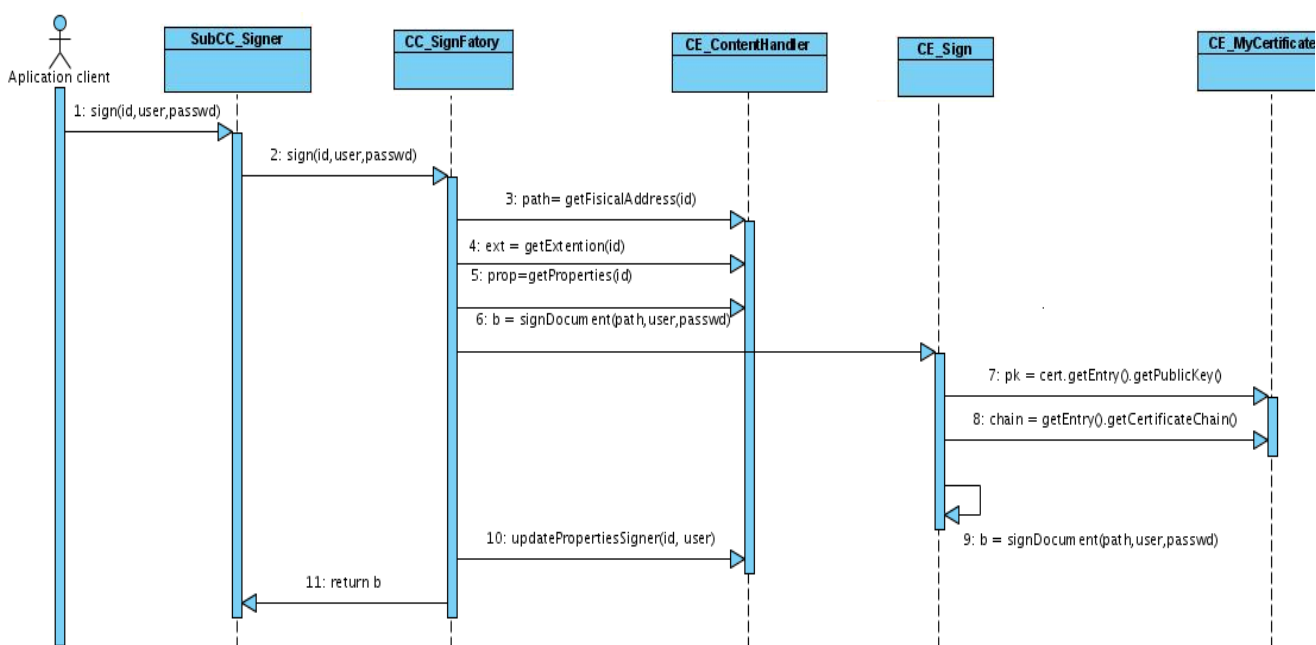 SubCC_Signer
CC_SignFatory
CE_ContentHandler
CE_Sign
CE_MyCertificate
Aplication client
1: sign(id,user,passwd)
2: sign(id,user,passwd)
3: path= getFisicalAddress(id)
4: ext = getExtention(id)
5: prop=getProperties(id)
6: b = signDocument(path,user,passwd)
7: pk = cert.getEntry().getPublicKey()
8: chain = getEntry().getCertificateChain()
9: b = signDocument(path,user,passwd)
10: updatePropertiesSigner(id, user)
11: return b